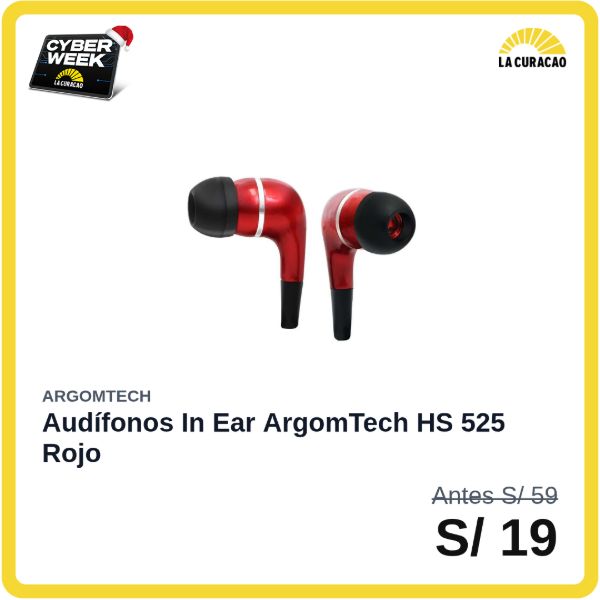 CYBER
WEEK
LA CURACAO
LA CURACAO
ARGOMTECH
Audífonos In Ear ArgomTech HS 525
Rojo
Antes S/ 59
S/ 19